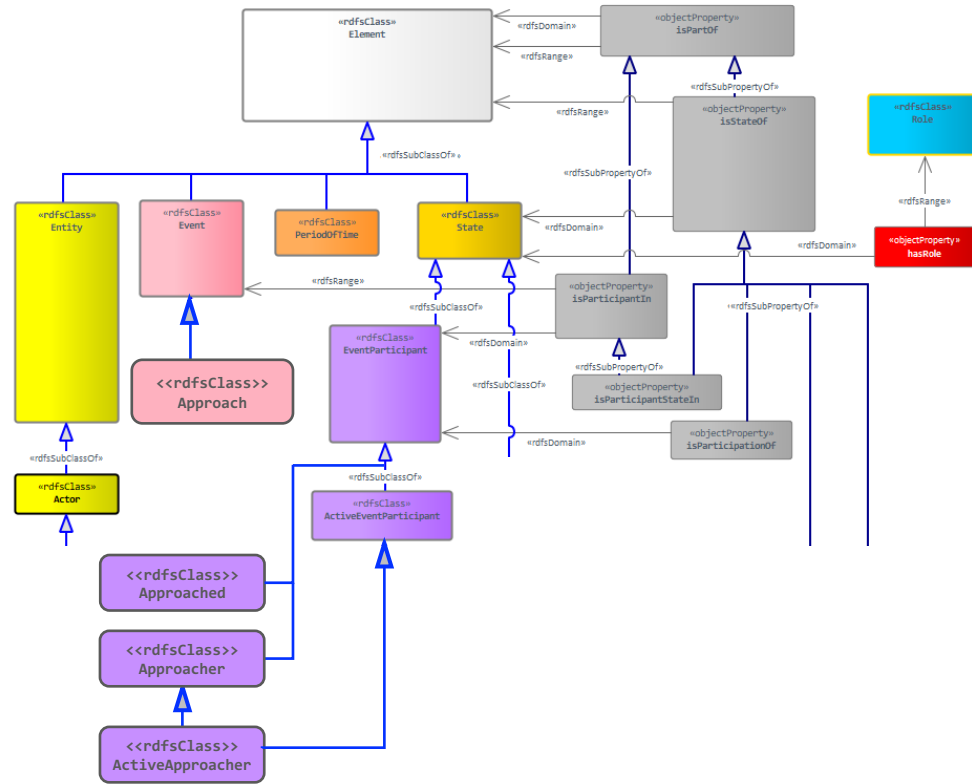 «rdfsClass»
Element
«objectProperty»
isPartOf
«rdfsDomain»
«rdfsRange»
«rdfsSubPropertyOf»
«objectProperty»
isStateOf
«rdfsRange»
«rdfsClass»
Role
«rdfsSubClassOf»
«rdfsSubPropertyOf»
«rdfsRange»
«rdfsClass»
Entity
«rdfsClass»
Event
«rdfsClass»
PeriodOfTime
«rdfsClass»
State
«rdfsDomain»
«rdfsDomain»
«objectProperty»
hasRole
«rdfsRange»
«objectProperty»
isParticipantIn
«rdfsSubClassOf»
«rdfsSubPropertyOf»
«rdfsClass»
EventParticipant
«rdfsDomain»
«rdfsSubPropertyOf»
<<rdfsClass>>
Approach
«rdfsSubClassOf»
«objectProperty»
isParticipantStateIn
«objectProperty»
isParticipationOf
«rdfsDomain»
«rdfsSubClassOf»
«rdfsSubClassOf»
«rdfsClass»
Actor
«rdfsClass»
ActiveEventParticipant
<<rdfsClass>>
Approached
<<rdfsClass>>
Approacher
<<rdfsClass>>
ActiveApproacher